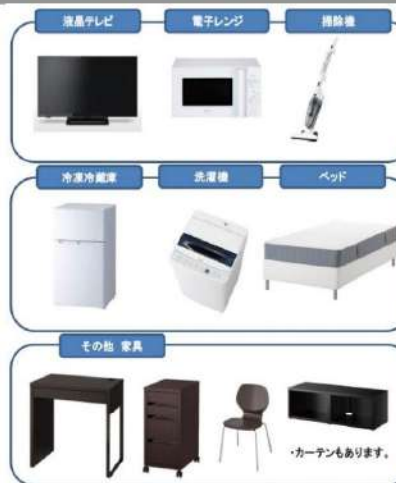 液晶テレビ
電子レンジ
掃除機
冷凍冷蔵庫
洗濯機
ベッド
その他 家具
・カーテンもあります。